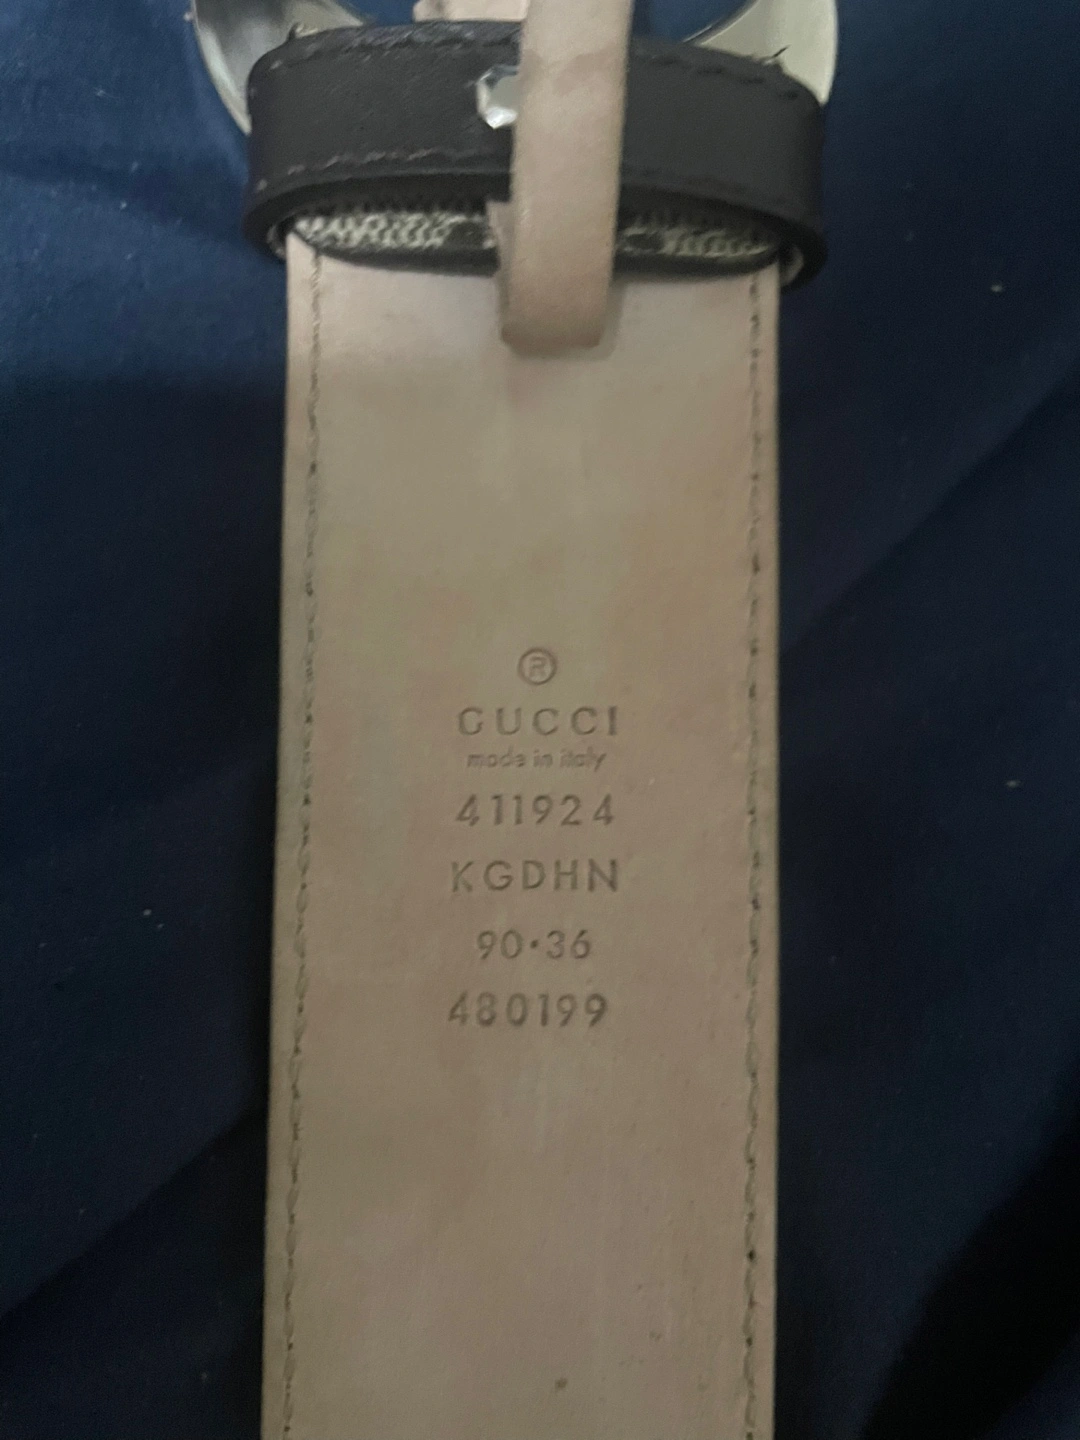 ®
GUCCI
made in italy
411924
KGDHN
90·36
480199